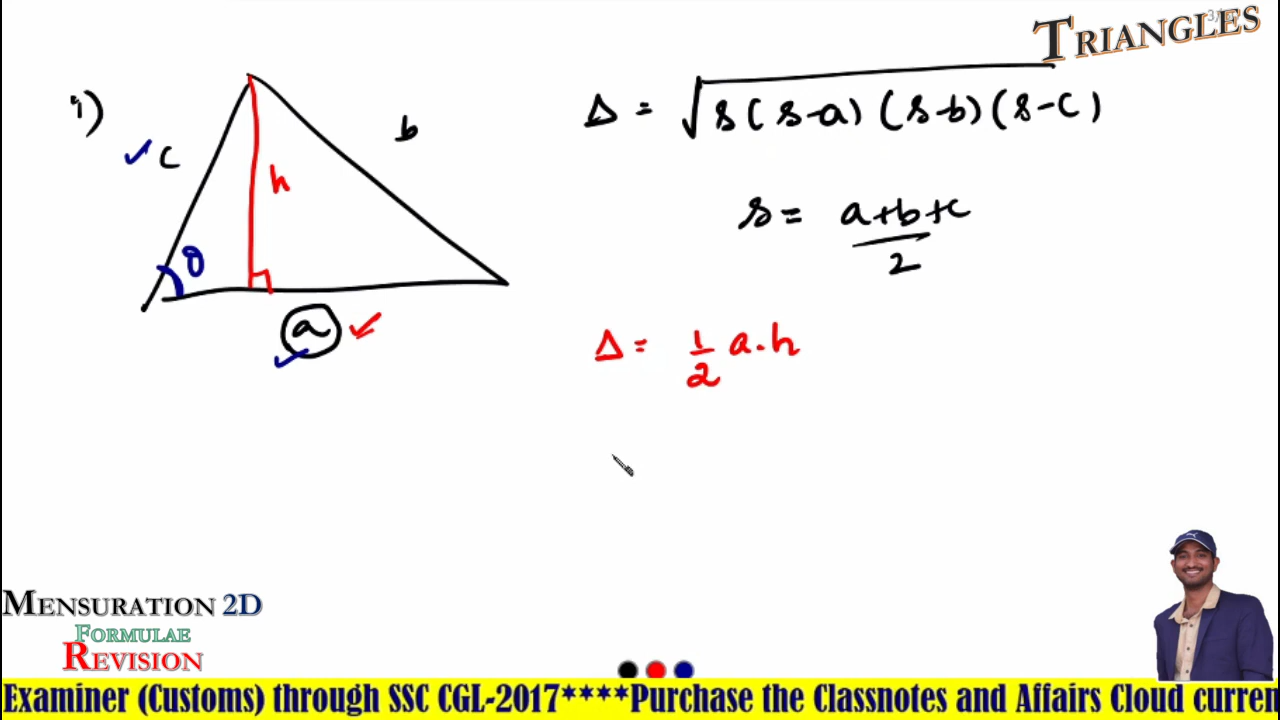 TRIANGLES
1)
c
b
h
θ
a
Δ = √s(s-a)(s-b)(s-c)
s = a+b+c
2
Δ = 1/2 a.h
MENSURATION 2D
FORMULAE
REVISION
Examiner (Customs) through SSC CGL-2017****Purchase the Classnotes and Affairs Cloud curren